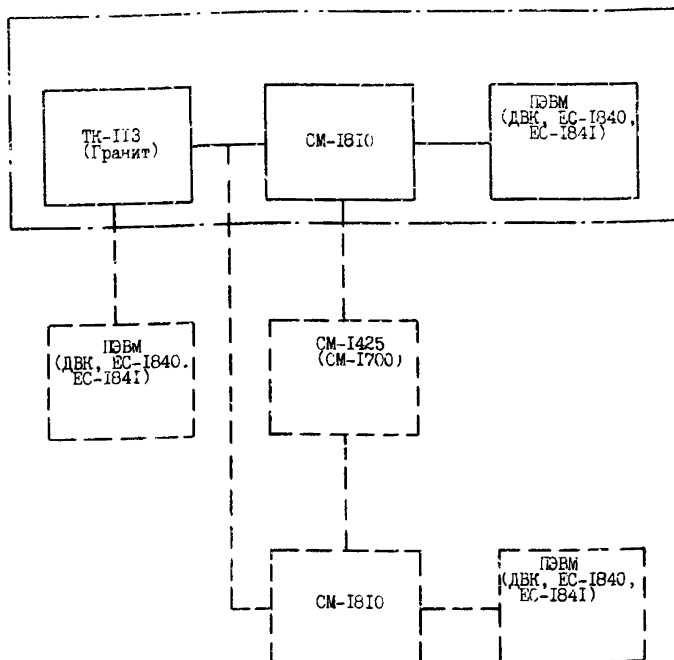 ТК-113
(Гранит)
СМ-1810
ПЭВМ
(ДВК, ЕС-1840,
ЕС-1841)
ПЭВМ
(ДВК, ЕС-1840.
ЕС-1841)
СМ-1425
(СМ-1700)
СМ-1810
ПЭВМ
(ДВК, ЕС-1840,
ЕС-1841)